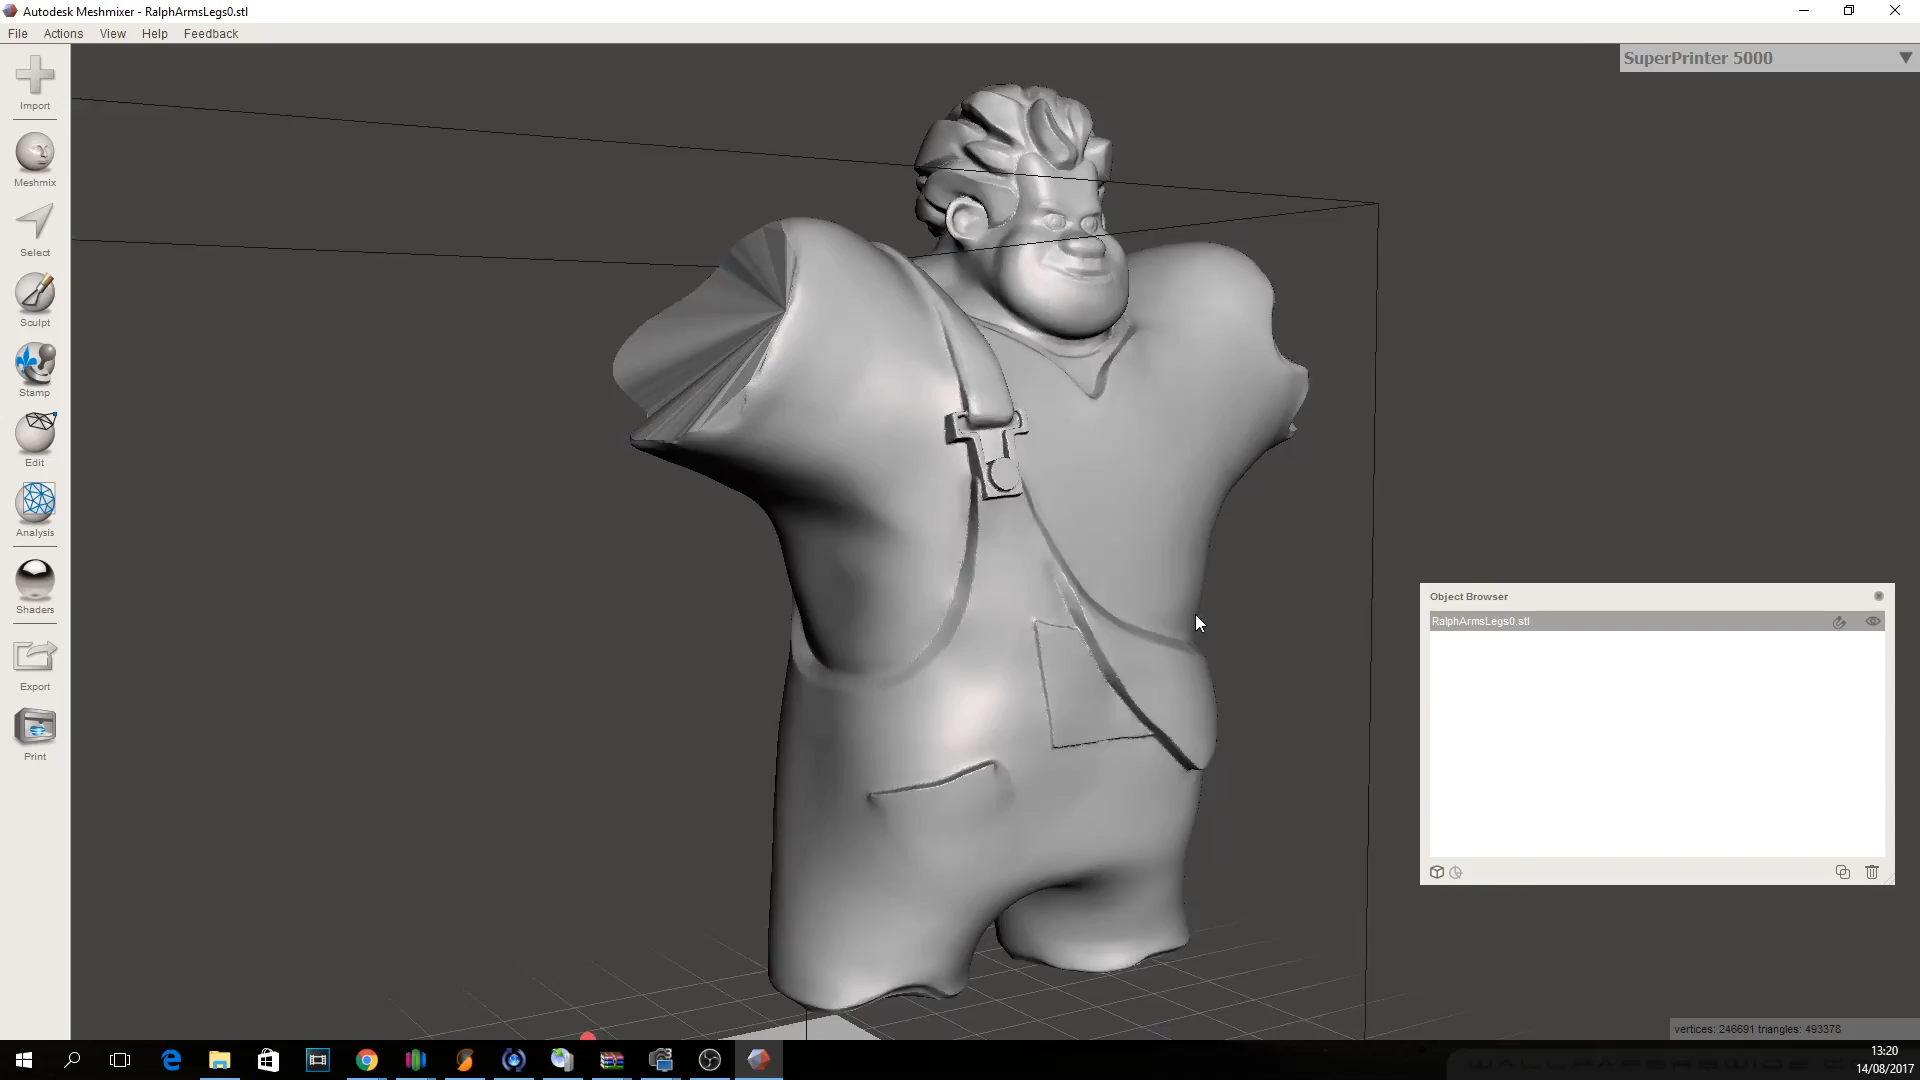 Autodesk Meshmixer - RalphArmsLegs0.stl
File Actions View Help Feedback
SuperPrinter 5000
Import
Meshmix
Select
Sculpt
Stamp
Edit
Analysis
Shaders
Export
Print
Object Browser
RalphArmsLegs0.stl
vertices: 246691 triangles: 493378
13:20
14/08/2017